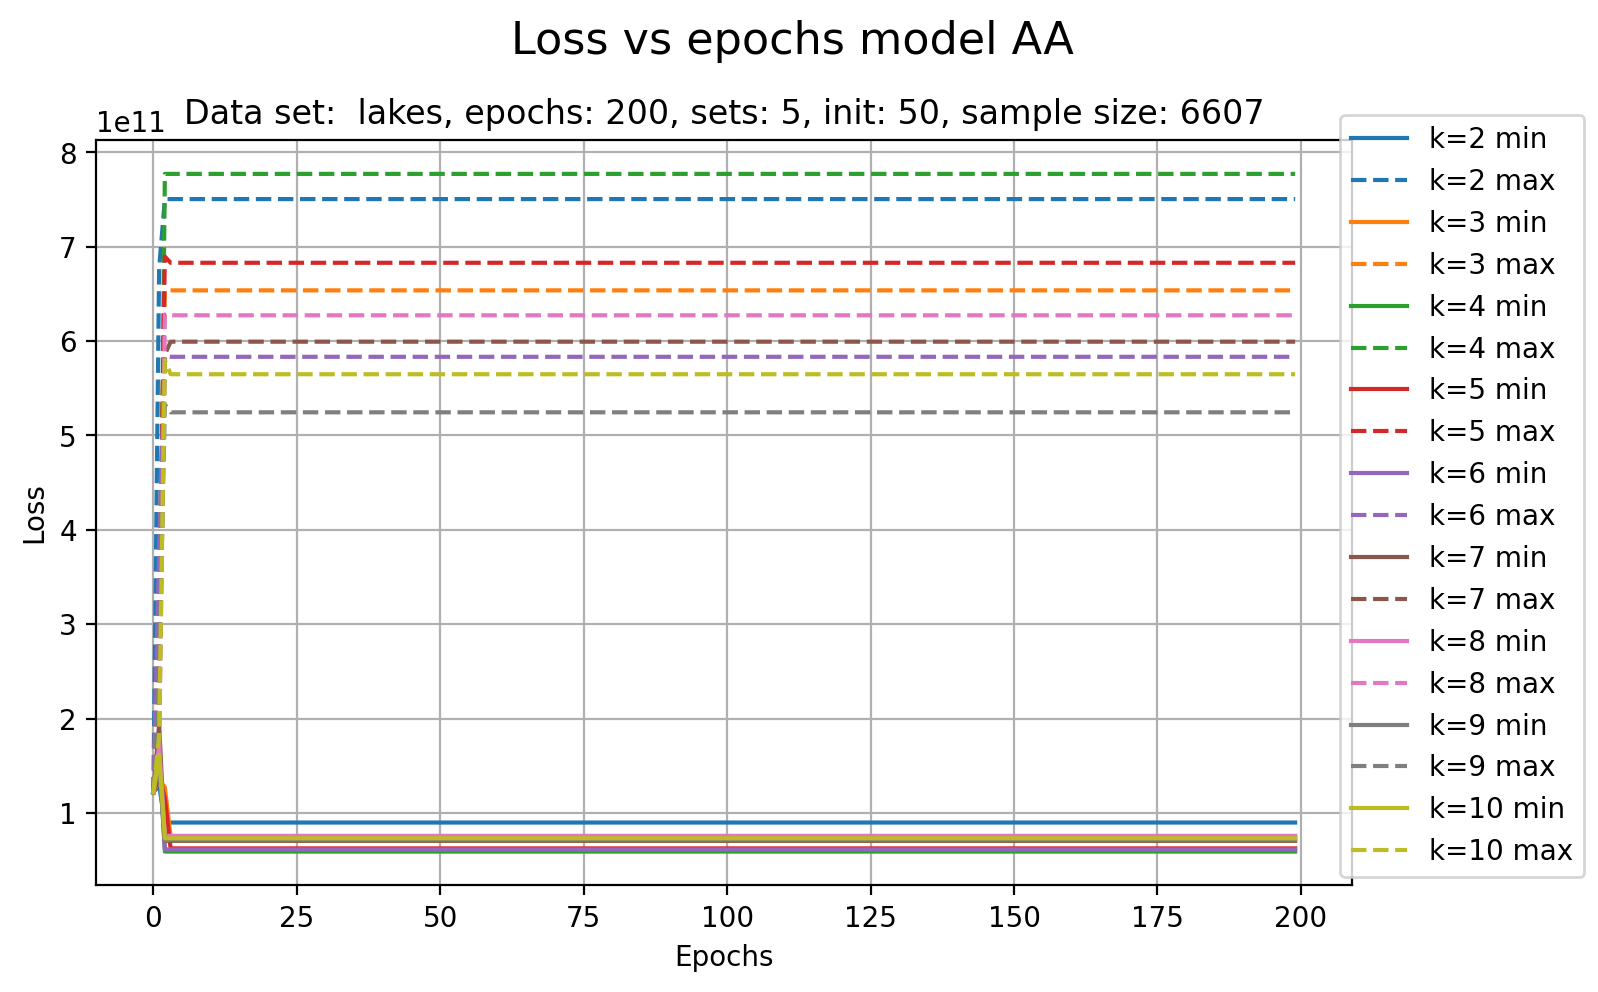 Loss vs epochs model AA
Data set:  lakes, epochs: 200, sets: 5, init: 50, sample size: 6607
1e11
8
7
6
5
4
3
2
1
Loss
0 25 50 75 100 125 150 175 200
Epochs
k=2 min
k=2 max
k=3 min
k=3 max
k=4 min
k=4 max
k=5 min
k=5 max
k=6 min
k=6 max
k=7 min
k=7 max
k=8 min
k=8 max
k=9 min
k=9 max
k=10 min
k=10 max